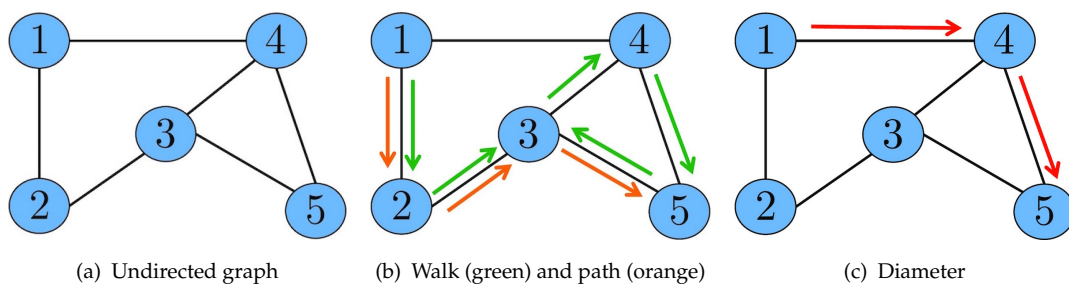 1 4 1 4 1 4
3 3 3
2 5 2 5 2 5
(a) Undirected graph
(b) Walk (green) and path (orange)
(c) Diameter